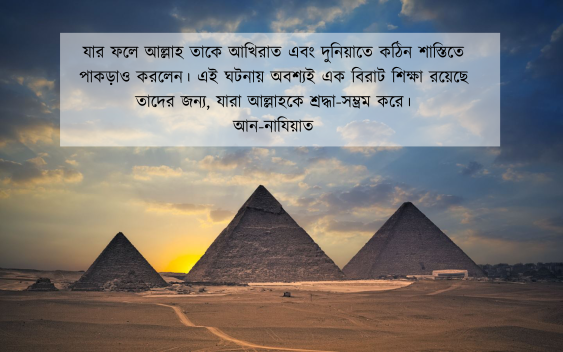 যার ফলে আল্লাহ তাকে আখিরাত এবং দুনিয়াতে কঠিন শাস্তিতে
পাকড়াও করলেন। এই ঘটনায় অবশ্যই এক বিরাট শিক্ষা রয়েছে
তাদের জন্য, যারা আল্লাহকে শ্রদ্ধা-সম্ভ্রম করে।
আন-নাযিয়াত